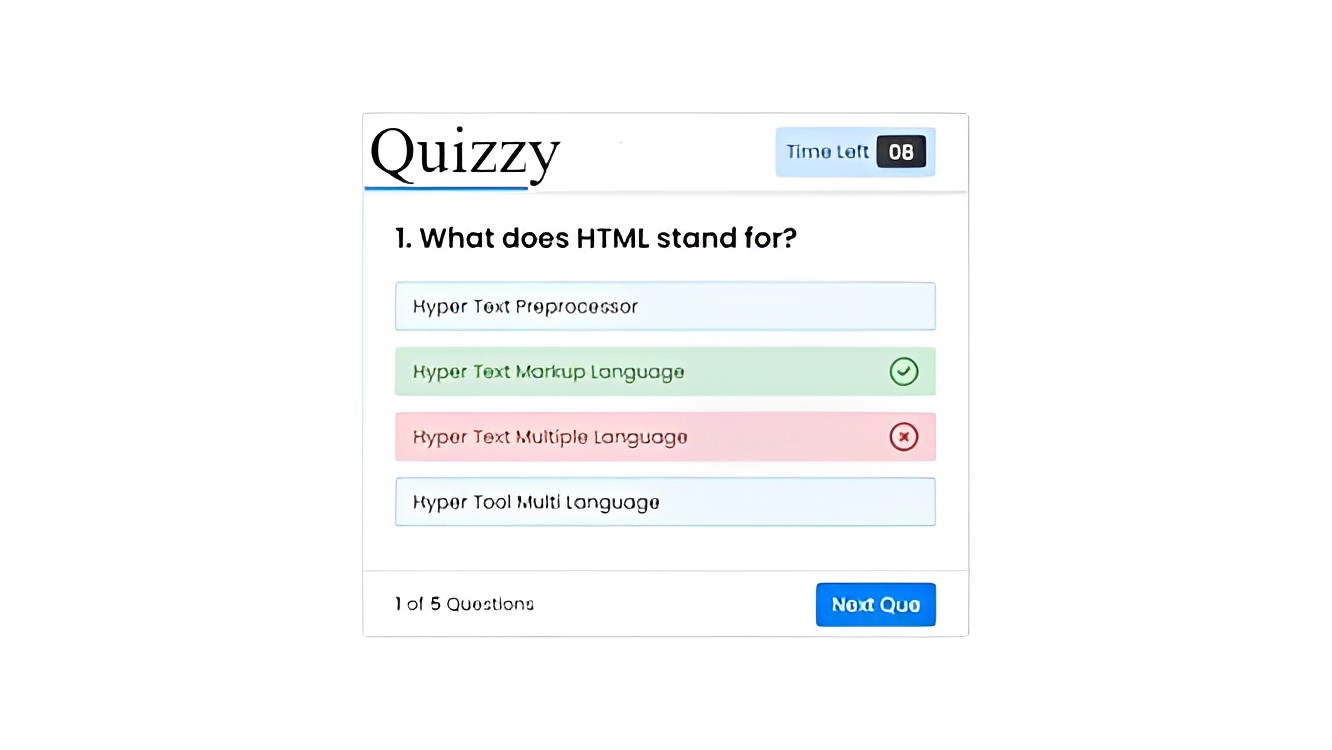 Quizzy
Time Left 08
1. What does HTML stand for?
Hyper Text Preprocessor
Hyper Text Markup Language
Hyper Text Multiple Language
Hyper Tool Multi Language
1 of 5 Questions
Next Que